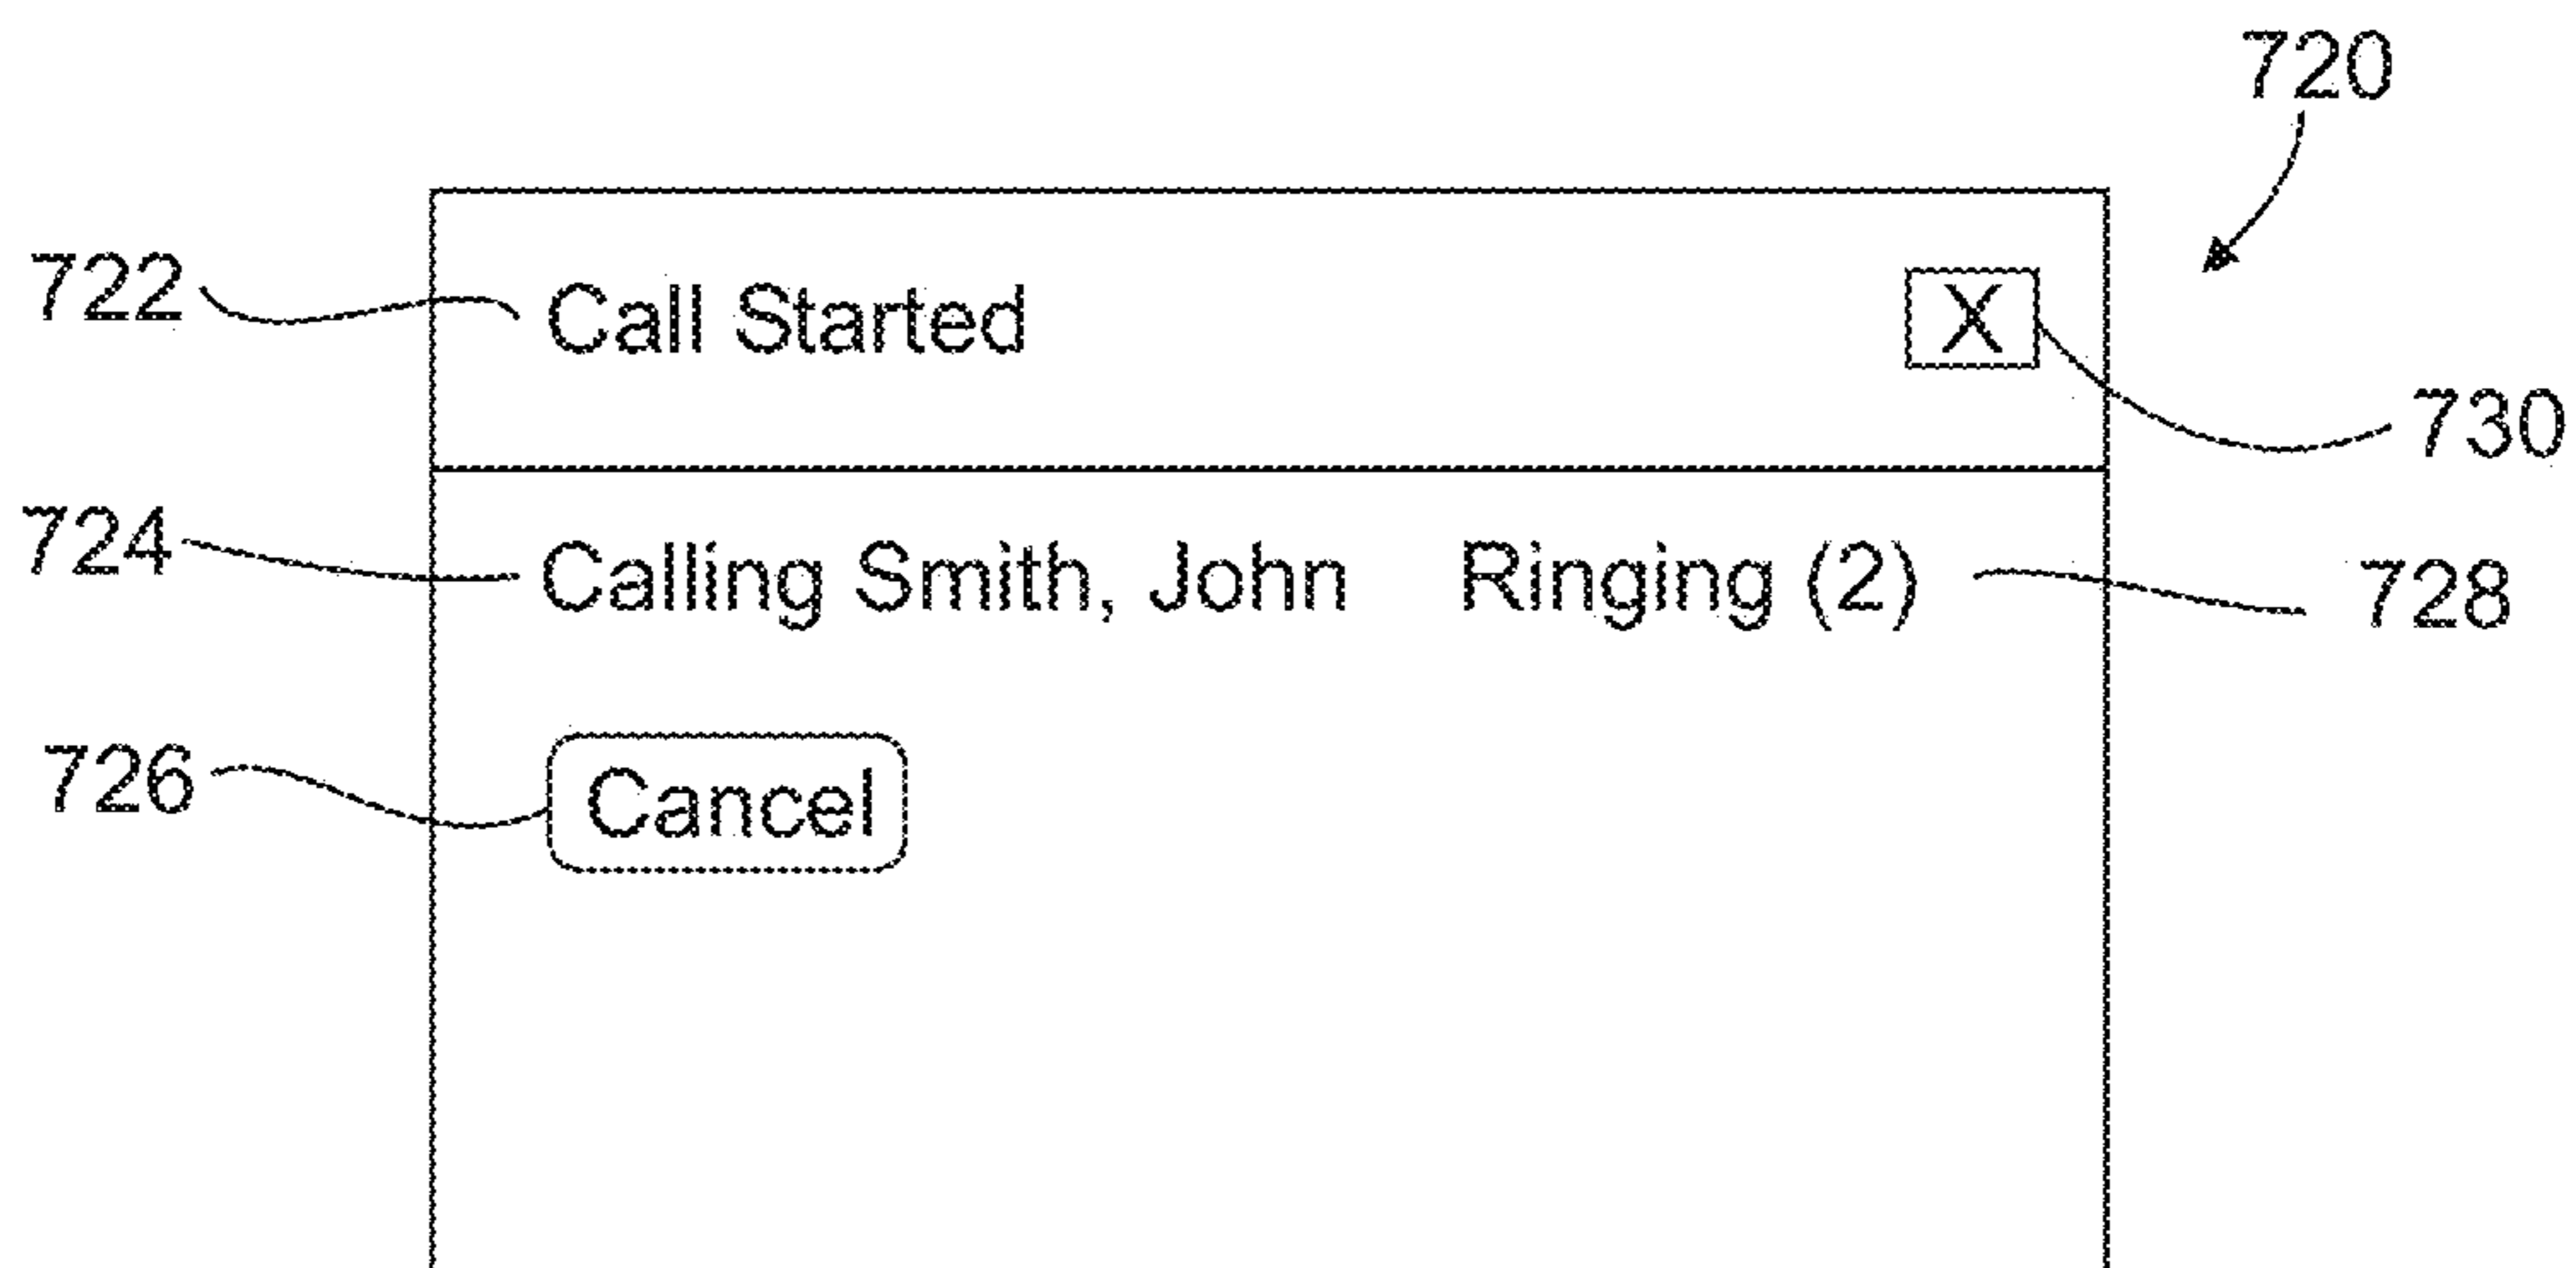 720
722 Call Started X
730
724 Calling Smith, John Ringing (2) 728
726 Cancel